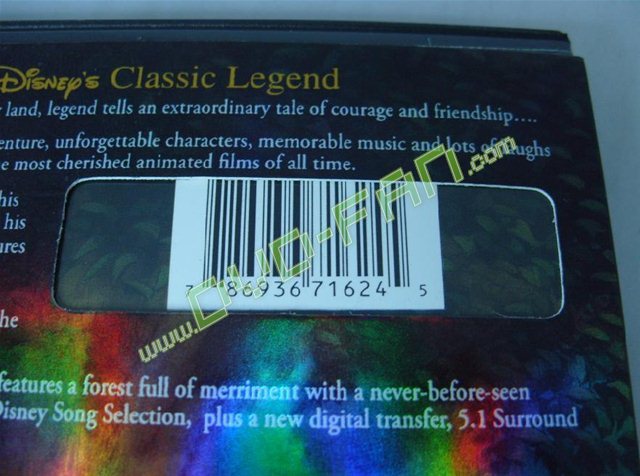 Disney's Classic Legend
land, legend tells an extraordinary tale of courage and friendship....
unforgettable characters, memorable music and lots of laughs
most cherished animated films of all time.
his
his
7 86936 71624 5
www.DVD-FAN.com
he
features a forest full of merriment with a never-before-seen
Disney Song Selection, plus a new digital transfer, 5.1 Surround